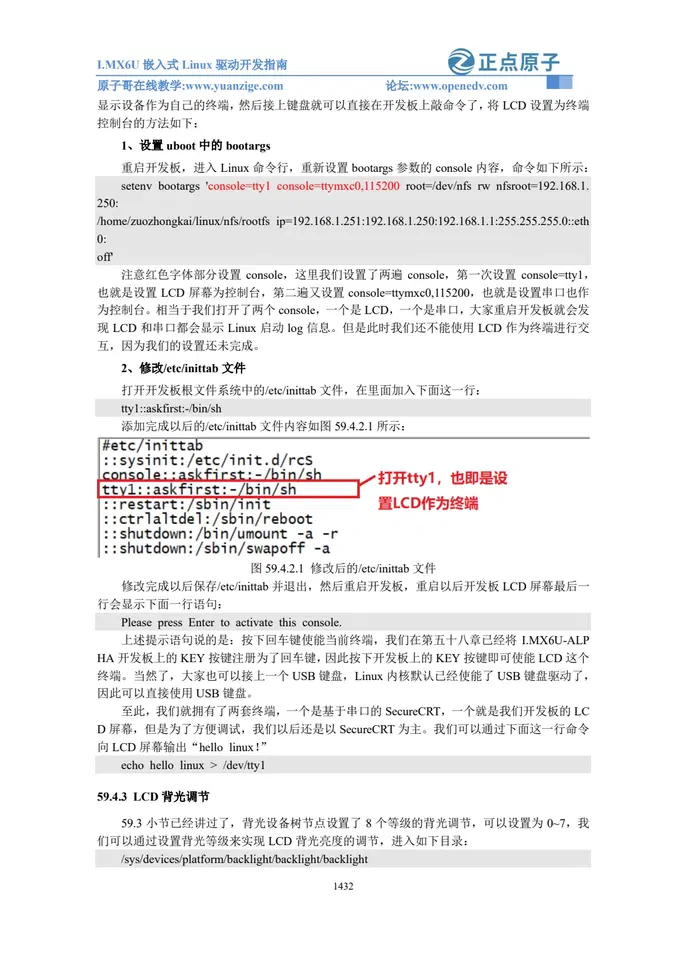 I.MX6U 嵌入式 Linux 驱动开发指南
正点原子
原子哥在线教学:www.yuanzige.com 论坛:www.openedv.com
显示设备作为自己的终端，然后接上键盘就可以直接在开发板上敲命令了，将 LCD 设置为终端
控制台的方法如下：
1、设置 uboot 中的 bootargs
重启开发板，进入 Linux 命令行，重新设置 bootargs 参数的 console 内容，命令如下所示：
setenv bootargs 'console=tty1 console=ttymxc0,115200 root=/dev/nfs rw nfsroot=192.168.1.
250:
/home/zuozhongkai/linux/nfs/rootfs ip=192.168.1.251:192.168.1.250:192.168.1.1:255.255.255.0::eth
0:
off'
注意红色字体部分设置 console，这里我们设置了两遍 console，第一次设置 console=tty1，
也就是设置 LCD 屏幕为控制台，第二遍又设置 console=ttymxc0,115200，也就是设置串口也作
为控制台。相当于我们打开了两个 console，一个是 LCD，一个是串口，大家重启开发板就会发
现 LCD 和串口都会显示 Linux 启动 log 信息。但是此时我们还不能使用 LCD 作为终端进行交
互，因为我们的设置还未完成。
2、修改/etc/inittab 文件
打开开发板根文件系统中的/etc/inittab 文件，在里面加入下面这一行：
tty1::askfirst:-/bin/sh
添加完成以后的/etc/inittab 文件内容如图 59.4.2.1 所示：
#etc/inittab
::sysinit:/etc/init.d/rcS
console::askfirst:-/bin/sh
tty1::askfirst:-/bin/sh
::restart:/sbin/init
::ctrlaltdel:/sbin/reboot
::shutdown:/bin/umount -a -r
::shutdown:/sbin/swapoff -a
打开tty1，也即是设
置LCD作为终端
图 59.4.2.1 修改后的/etc/inittab 文件
修改完成以后保存/etc/inittab 并退出，然后重启开发板，重启以后开发板 LCD 屏幕最后一
行会显示下面一行语句：
Please press Enter to activate this console.
上述提示语句说的是：按下回车键使能当前终端，我们在第五十八章已经将 I.MX6U-ALP
HA 开发板上的 KEY 按键注册为了回车键，因此按下开发板上的 KEY 按键即可使能 LCD 这个
终端。当然了，大家也可以接上一个 USB 键盘，Linux 内核默认已经使能了 USB 键盘驱动了，
因此可以直接使用 USB 键盘。
至此，我们就拥有了两套终端，一个是基于串口的 SecureCRT，一个就是我们开发板的 LC
D 屏幕，但是为了方便调试，我们以后还是以 SecureCRT 为主。我们可以通过下面这一行命令
向 LCD 屏幕输出“hello linux！”
echo hello linux > /dev/tty1
59.4.3 LCD 背光调节
59.3 小节已经讲过了，背光设备树节点设置了 8 个等级的背光调节，可以设置为 0~7，我
们可以通过设置背光等级来实现 LCD 背光亮度的调节，进入如下目录：
/sys/devices/platform/backlight/backlight/backlight
1432